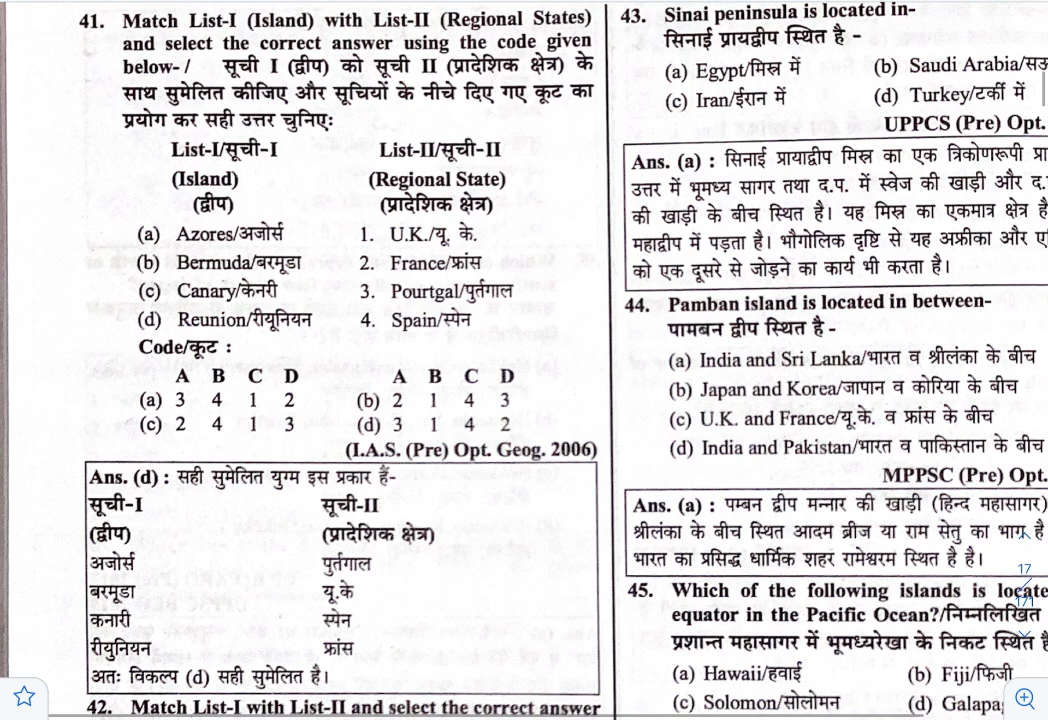 41. Match List-I (Island) with List-II (Regional States)
and select the correct answer using the code given
below- / सूची I (द्वीप) को सूची II (प्रादेशिक क्षेत्र) के
साथ सुमेलित कीजिए और सूचियों के नीचे दिए गए कूट का
प्रयोग कर सही उत्तर चुनिए:
List-I/सूची-I List-II/सूची-II
(Island) (Regional State)
(द्वीप) (प्रादेशिक क्षेत्र)
(a) Azores/अजोर्स 1. U.K./यू. के.
(b) Bermuda/बरमूडा 2. France/फ्रांस
(c) Canary/केनरी 3. Pourtgal/पुर्तगाल
(d) Reunion/रीयूनियन 4. Spain/स्पेन
Code/कूट :
A B C D A B C D
(a) 3 4 1 2 (b) 2 1 4 3
(c) 2 4 1 3 (d) 3 1 4 2
(I.A.S. (Pre) Opt. Geog. 2006)
Ans. (d) : सही सुमेलित युग्म इस प्रकार हैं-
सूची-I सूची-II
(द्वीप) (प्रादेशिक क्षेत्र)
अजोर्स पुर्तगाल
बरमूडा यू.के
कनारी स्पेन
रीयुनियन फ्रांस
अतः विकल्प (d) सही सुमेलित है।
42. Match List-I with List-II and select the correct answer
43. Sinai peninsula is located in-
सिनाई प्रायद्वीप स्थित है -
(a) Egypt/मिस्र में (b) Saudi Arabia/सऊ
(c) Iran/ईरान में (d) Turkey/टर्की में
UPPCS (Pre) Opt.
Ans. (a) : सिनाई प्रायाद्वीप मिस्र का एक त्रिकोणरूपी प्रा
उत्तर में भूमध्य सागर तथा द.प. में स्वेज की खाड़ी और द.
की खाड़ी के बीच स्थित है। यह मिस्र का एकमात्र क्षेत्र है
महाद्वीप में पड़ता है। भौगोलिक दृष्टि से यह अफ्रीका और ए
को एक दूसरे से जोड़ने का कार्य भी करता है।
44. Pamban island is located in between-
पामबन द्वीप स्थित है -
(a) India and Sri Lanka/भारत व श्रीलंका के बीच
(b) Japan and Korea/जापान व कोरिया के बीच
(c) U.K. and France/यू.के. व फ्रांस के बीच
(d) India and Pakistan/भारत व पाकिस्तान के बीच
MPPSC (Pre) Opt.
Ans. (a) : पम्बन द्वीप मन्नार की खाड़ी (हिन्द महासागर)
श्रीलंका के बीच स्थित आदम ब्रीज या राम सेतु का भाग है
भारत का प्रसिद्ध धार्मिक शहर रामेश्वरम स्थित है है।
17
171
45. Which of the following islands is locate
equator in the Pacific Ocean?/निम्नलिखित
प्रशान्त महासागर में भूमध्यरेखा के निकट स्थित है
(a) Hawaii/हवाई (b) Fiji/फिजी
(c) Solomon/सोलोमन (d) Galapa